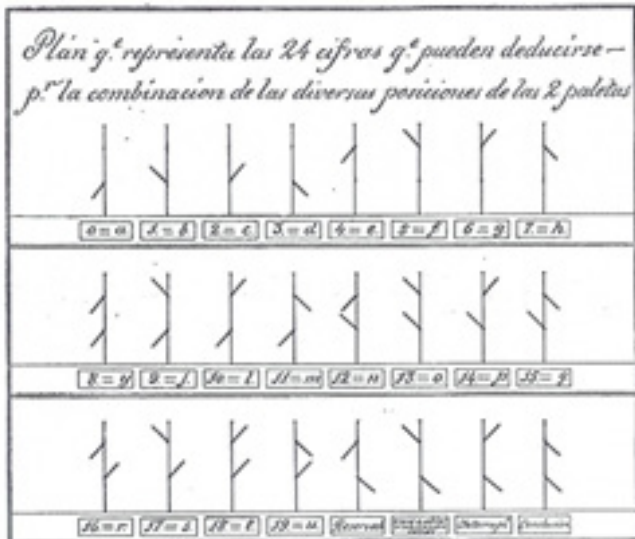 Plan q.e representa las 24 cifras q.e pueden deducirse—
p.r la combinacion de las diversas posiciones de las 2 paletas
0=a 1=b 2=c 3=d 4=e 5=f 6=g 7=h
8=y 9=j 10=l 11=m 12=n 13=o 14=p 15=q
16=r 17=s 18=t 19=u Reserva